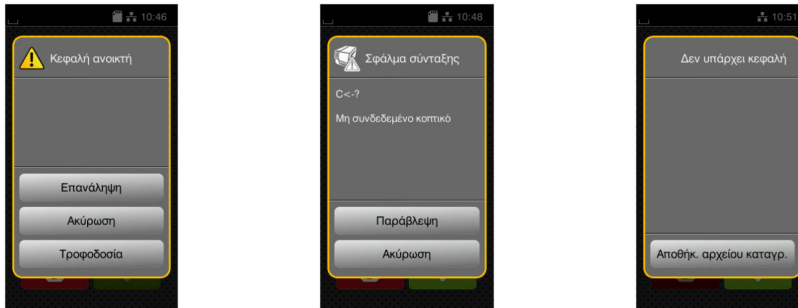 10:46
Κεφαλή ανοικτή
Επανάληψη
Ακύρωση
Τροφοδοσία
10:48
Σφάλμα σύνταξης
C<-?
Μη συνδεδεμένο κοπτικό
Παράβλεψη
Ακύρωση
10:51
Δεν υπάρχει κεφαλή
Αποθήκ. αρχείου καταγρ.